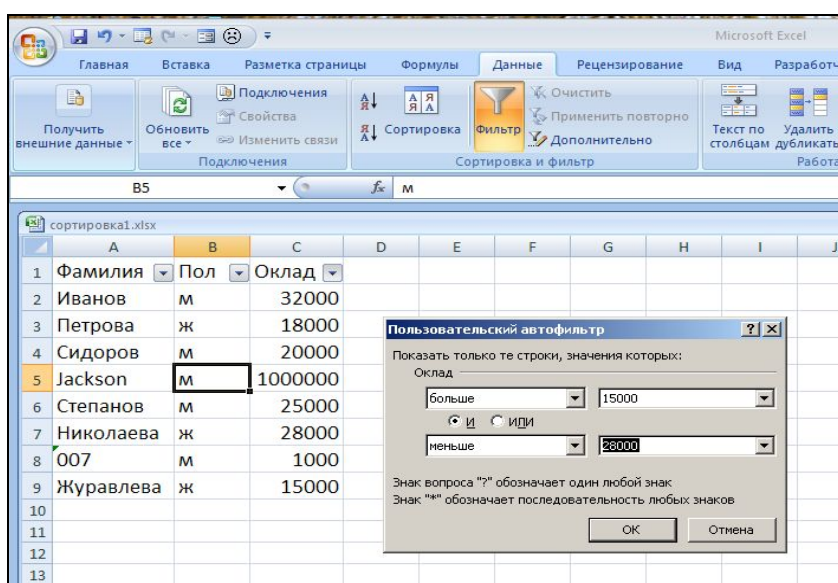 Microsoft Excel
Главная Вставка Разметка страницы Формулы Данные Рецензирование Вид Разработч
Получить внешние данные
Обновить все
Подключения
Свойства
Изменить связи
Подключения
Сортировка
Фильтр
Очистить
Применить повторно
Дополнительно
Сортировка и фильтр
Текст по столбцам
Удалить дубликаты
Работа
B5 fx м
сортировка1.xlsx
A B C D E F G H I J
1 Фамилия Пол Оклад
2 Иванов м 32000
3 Петрова ж 18000
4 Сидоров м 20000
5 Jackson м 1000000
6 Степанов м 25000
7 Николаева ж 28000
8 007 м 1000
9 Журавлева ж 15000
10
11
12
13
Пользовательский автофильтр
Показать только те строки, значения которых:
Оклад
больше 15000
И ИЛИ
меньше 28000
Знак вопроса "?" обозначает один любой знак
Знак "*" обозначает последовательность любых знаков
OK Отмена